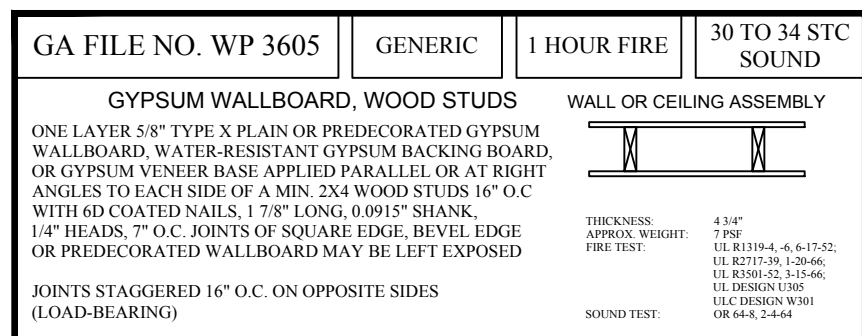 GA FILE NO. WP 3605
GENERIC
1 HOUR FIRE
30 TO 34 STC
SOUND
GYPSUM WALLBOARD, WOOD STUDS
ONE LAYER 5/8" TYPE X PLAIN OR PREDECORATED GYPSUM
WALLBOARD, WATER-RESISTANT GYPSUM BACKING BOARD,
OR GYPSUM VENEER BASE APPLIED PARALLEL OR AT RIGHT
ANGLES TO EACH SIDE OF A MIN. 2X4 WOOD STUDS 16" O.C
WITH 6D COATED NAILS, 1 7/8" LONG, 0.0915" SHANK,
1/4" HEADS, 7" O.C. JOINTS OF SQUARE EDGE, BEVEL EDGE
OR PREDECORATED WALLBOARD MAY BE LEFT EXPOSED
JOINTS STAGGERED 16" O.C. ON OPPOSITE SIDES
(LOAD-BEARING)
WALL OR CEILING ASSEMBLY
THICKNESS: 4 3/4"
APPROX. WEIGHT: 7 PSF
FIRE TEST: UL R1319-4, -6, 6-17-52;
UL R2717-39, 1-20-66;
UL R3501-52, 3-15-66;
UL DESIGN U305
ULC DESIGN W301
SOUND TEST: OR 64-8, 2-4-64